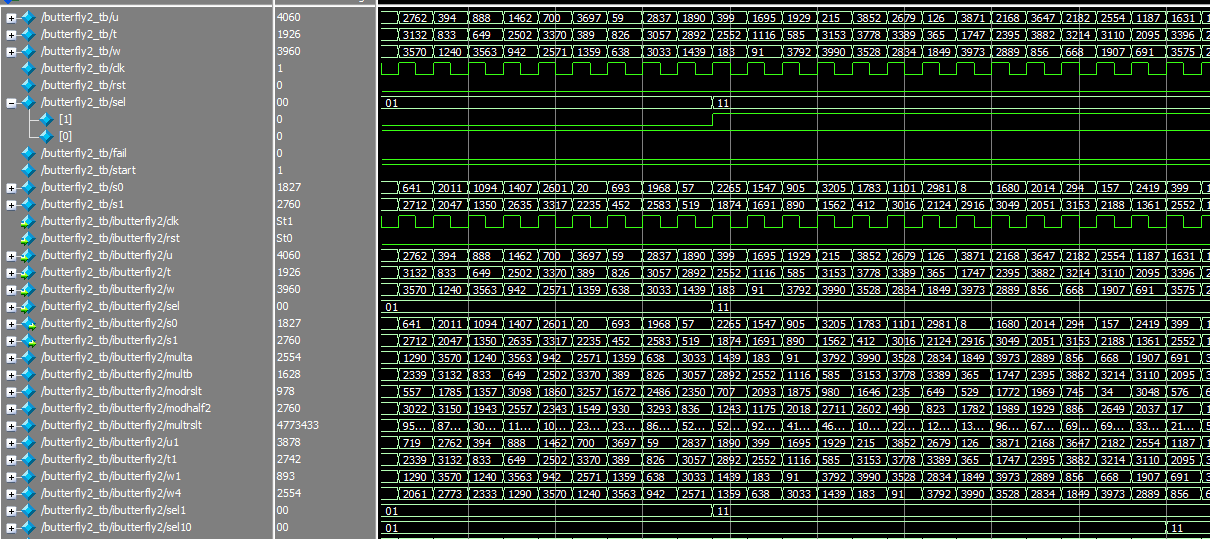 /butterfly2_tb/u 4060 2762 394 888 1462 700 3697 59 2837 1890 399 1695 1929 215 3852 2679 126 3871 2168 3647 2182 2554 1187 1631
/butterfly2_tb/t 1926 3132 833 649 2502 3370 389 826 3057 2892 2552 1116 585 3153 3778 3389 365 1747 2395 3882 3214 3110 2095 3396
/butterfly2_tb/w 3960 3570 1240 3563 942 2571 1359 638 3033 1439 183 91 3792 3990 3528 2834 1849 3973 2889 856 668 1907 691 3575
/butterfly2_tb/clk 1
/butterfly2_tb/rst 0
/butterfly2_tb/sel 00 01 11
[1] 0
[0] 0
/butterfly2_tb/fail 0
/butterfly2_tb/start 1
/butterfly2_tb/s0 1827 641 2011 1094 1407 2601 20 693 1968 57 2265 1547 905 3205 1783 1101 2981 8 1680 2014 294 157 2419 399
/butterfly2_tb/s1 2760 2712 2047 1350 2635 3317 2235 452 2583 519 1874 1691 890 1562 412 3016 2124 2916 3049 2051 3153 2188 1361 2552
/butterfly2_tb/ibutterfly2/clk St1
/butterfly2_tb/ibutterfly2/rst St0
/butterfly2_tb/ibutterfly2/u 4060 2762 394 888 1462 700 3697 59 2837 1890 399 1695 1929 215 3852 2679 126 3871 2168 3647 2182 2554 1187 1631
/butterfly2_tb/ibutterfly2/t 1926 3132 833 649 2502 3370 389 826 3057 2892 2552 1116 585 3153 3778 3389 365 1747 2395 3882 3214 3110 2095 3396
/butterfly2_tb/ibutterfly2/w 3960 3570 1240 3563 942 2571 1359 638 3033 1439 183 91 3792 3990 3528 2834 1849 3973 2889 856 668 1907 691 3575
/butterfly2_tb/ibutterfly2/sel 00 01 11
/butterfly2_tb/ibutterfly2/s0 1827 641 2011 1094 1407 2601 20 693 1968 57 2265 1547 905 3205 1783 1101 2981 8 1680 2014 294 157 2419 399
/butterfly2_tb/ibutterfly2/s1 2760 2712 2047 1350 2635 3317 2235 452 2583 519 1874 1691 890 1562 412 3016 2124 2916 3049 2051 3153 2188 1361 2552
/butterfly2_tb/ibutterfly2/multa 2554 1290 3570 1240 3563 942 2571 1359 638 3033 1439 183 91 3792 3990 3528 2834 1849 3973 2889 856 668 1907 691
/butterfly2_tb/ibutterfly2/multb 1628 2339 3132 833 649 2502 3370 389 826 3057 2892 2552 1116 585 3153 3778 3389 365 1747 2395 3882 3214 3110 2095
/butterfly2_tb/ibutterfly2/modrslt 978 557 1785 1357 3098 1860 3257 1672 2486 2350 707 2093 1875 980 1646 235 649 529 1772 1969 745 34 3048 576
/butterfly2_tb/ibutterfly2/modhalf2 2760 3022 3150 1943 2557 2343 1549 930 3293 836 1243 1175 2018 2711 2602 490 823 1782 1989 1929 886 2649 2037 17
/butterfly2_tb/ibutterfly2/multrslt 4773433 95... 87... 30... 11... 10... 23... 23... 86... 52... 52... 92... 41... 46... 10... 22... 12... 13... 96... 67... 69... 69... 33... 21...
/butterfly2_tb/ibutterfly2/u1 3878 719 2762 394 888 1462 700 3697 59 2837 1890 399 1695 1929 215 3852 2679 126 3871 2168 3647 2182 2554 1187
/butterfly2_tb/ibutterfly2/t1 2742 2339 3132 833 649 2502 3370 389 826 3057 2892 2552 1116 585 3153 3778 3389 365 1747 2395 3882 3214 3110 2095
/butterfly2_tb/ibutterfly2/w1 893 1290 3570 1240 3563 942 2571 1359 638 3033 1439 183 91 3792 3990 3528 2834 1849 3973 2889 856 668 1907 691
/butterfly2_tb/ibutterfly2/w4 2554 2061 2773 2333 1290 3570 1240 3563 942 2571 1359 638 3033 1439 183 91 3792 3990 3528 2834 1849 3973 2889 856
/butterfly2_tb/ibutterfly2/sel1 00 01 11
/butterfly2_tb/ibutterfly2/sel10 00 01 11